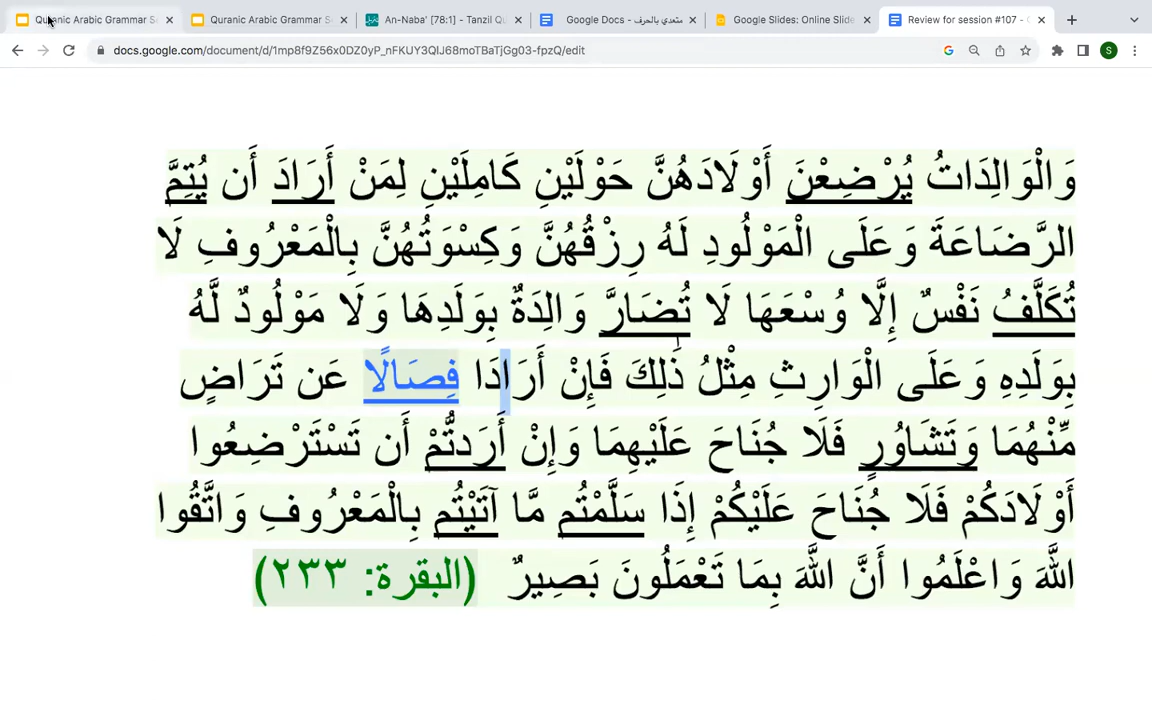 Quranic Arabic Grammar S
Quranic Arabic Grammar S
An-Naba' [78:1] - Tanzil Qu
متعدي بالحرف - Google Docs
Google Slides: Online Slide
Review for session #107 -
docs.google.com/document/d/1mp8f9Z56x0DZ0yP_nFKUY3QIJ68moTBaTjGg03-fpzQ/edit
S
وَالْوَالِدَاتُ يُرْضِعْنَ أَوْلَادَهُنَّ حَوْلَيْنِ كَامِلَيْنِ لِمَنْ أَرَادَ أَن يُتِمَّ
الرَّضَاعَةَ وَعَلَى الْمَوْلُودِ لَهُ رِزْقُهُنَّ وَكِسْوَتُهُنَّ بِالْمَعْرُوفِ لَا
تُكَلَّفُ نَفْسٌ إِلَّا وُسْعَهَا لَا تُضَارَّ وَالِدَةٌ بِوَلَدِهَا وَلَا مَوْلُودٌ لَّهُ
بِوَلَدِهِ وَعَلَى الْوَارِثِ مِثْلُ ذَٰلِكَ فَإِنْ أَرَادَا فِصَالًا عَن تَرَاضٍ
مِّنْهُمَا وَتَشَاوُرٍ فَلَا جُنَاحَ عَلَيْهِمَا وَإِنْ أَرَدتُّمْ أَن تَسْتَرْضِعُوا
أَوْلَادَكُمْ فَلَا جُنَاحَ عَلَيْكُمْ إِذَا سَلَّمْتُم مَّا آتَيْتُم بِالْمَعْرُوفِ وَاتَّقُوا
اللَّهَ وَاعْلَمُوا أَنَّ اللَّهَ بِمَا تَعْمَلُونَ بَصِيرٌ (البقرة: ٢٣٣)